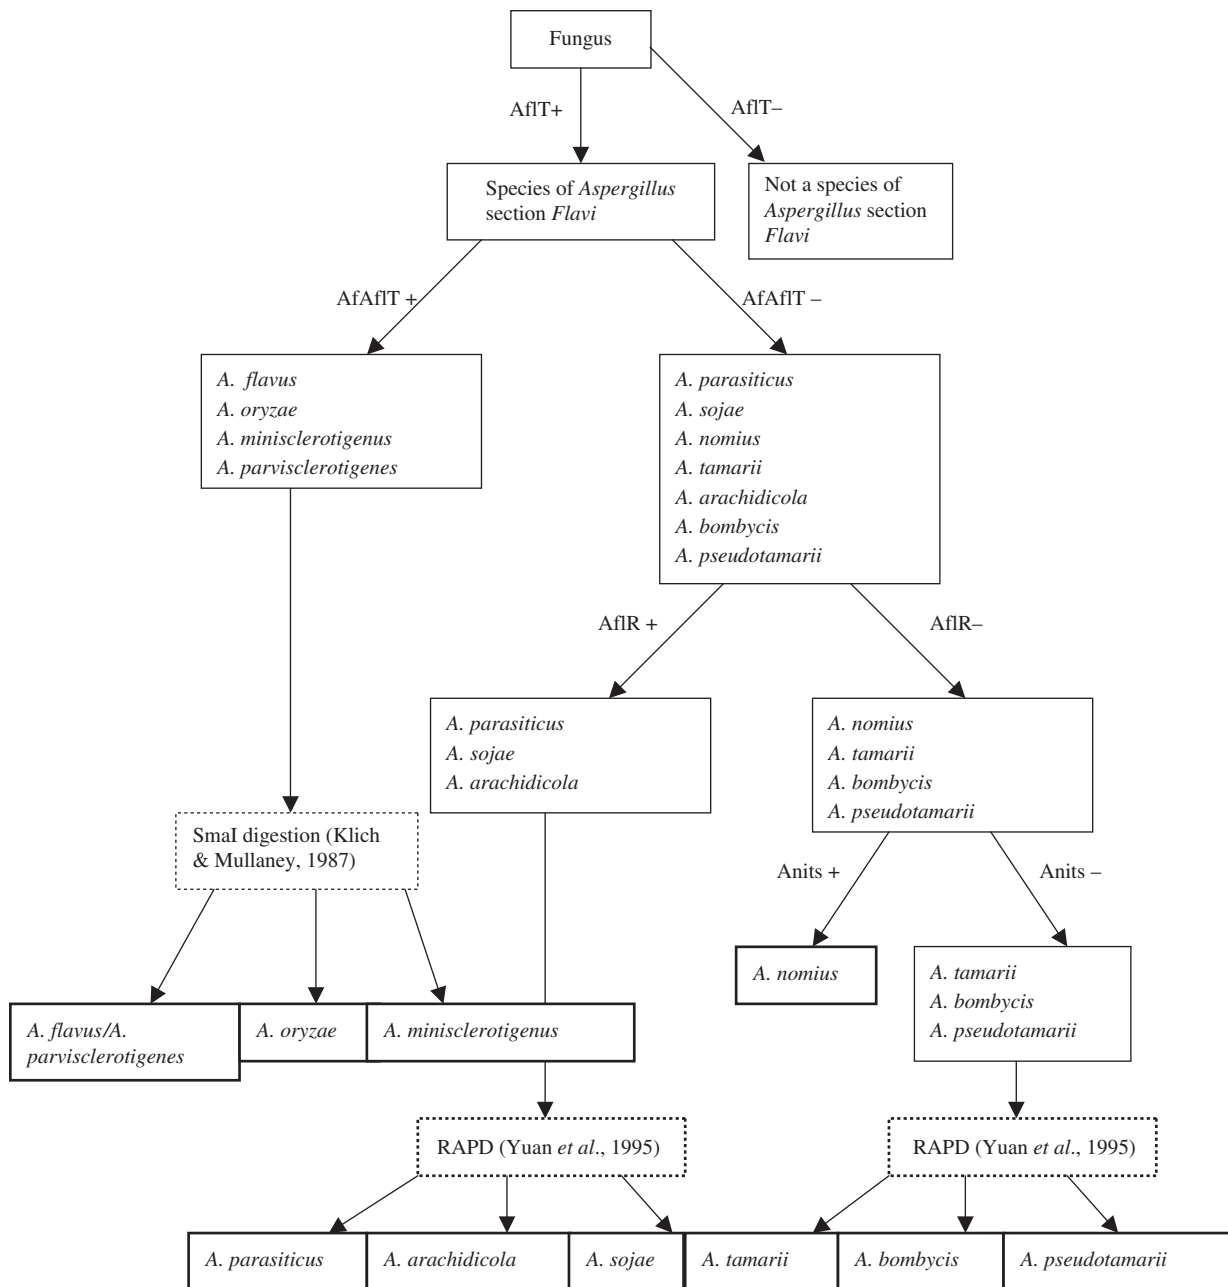 Fungus
AflT+
AflT–
Species of Aspergillus
section Flavi
Not a species of
Aspergillus section
Flavi
AfAflT +
AfAflT –
A. flavus
A. oryzae
A. minisclerotigenus
A. parvisclerotigenes
A. parasiticus
A. sojae
A. nomius
A. tamarii
A. arachidicola
A. bombycis
A. pseudotamarii
AflR +
AflR–
A. parasiticus
A. sojae
A. arachidicola
A. nomius
A. tamarii
A. bombycis
A. pseudotamarii
SmaI digestion (Klich
& Mullaney, 1987)
Anits +
Anits –
A. flavus/A.
parvisclerotigenes
A. oryzae
A. minisclerotigenus
A. nomius
A. tamarii
A. bombycis
A. pseudotamarii
RAPD (Yuan et al., 1995)
RAPD (Yuan et al., 1995)
A. parasiticus
A. arachidicola
A. sojae
A. tamarii
A. bombycis
A. pseudotamarii